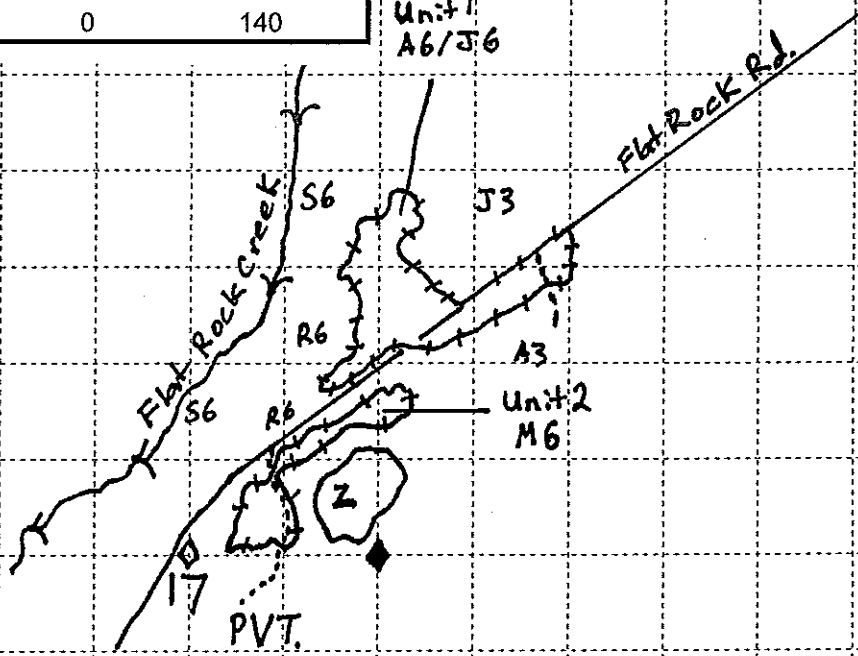 0 140
Unit 1
A6/J6
Flat Rock Rd.
S6
J3
Flat Rock Creek
R6
A3
S6
R6
Unit 2
M6
Z
17
PVT.